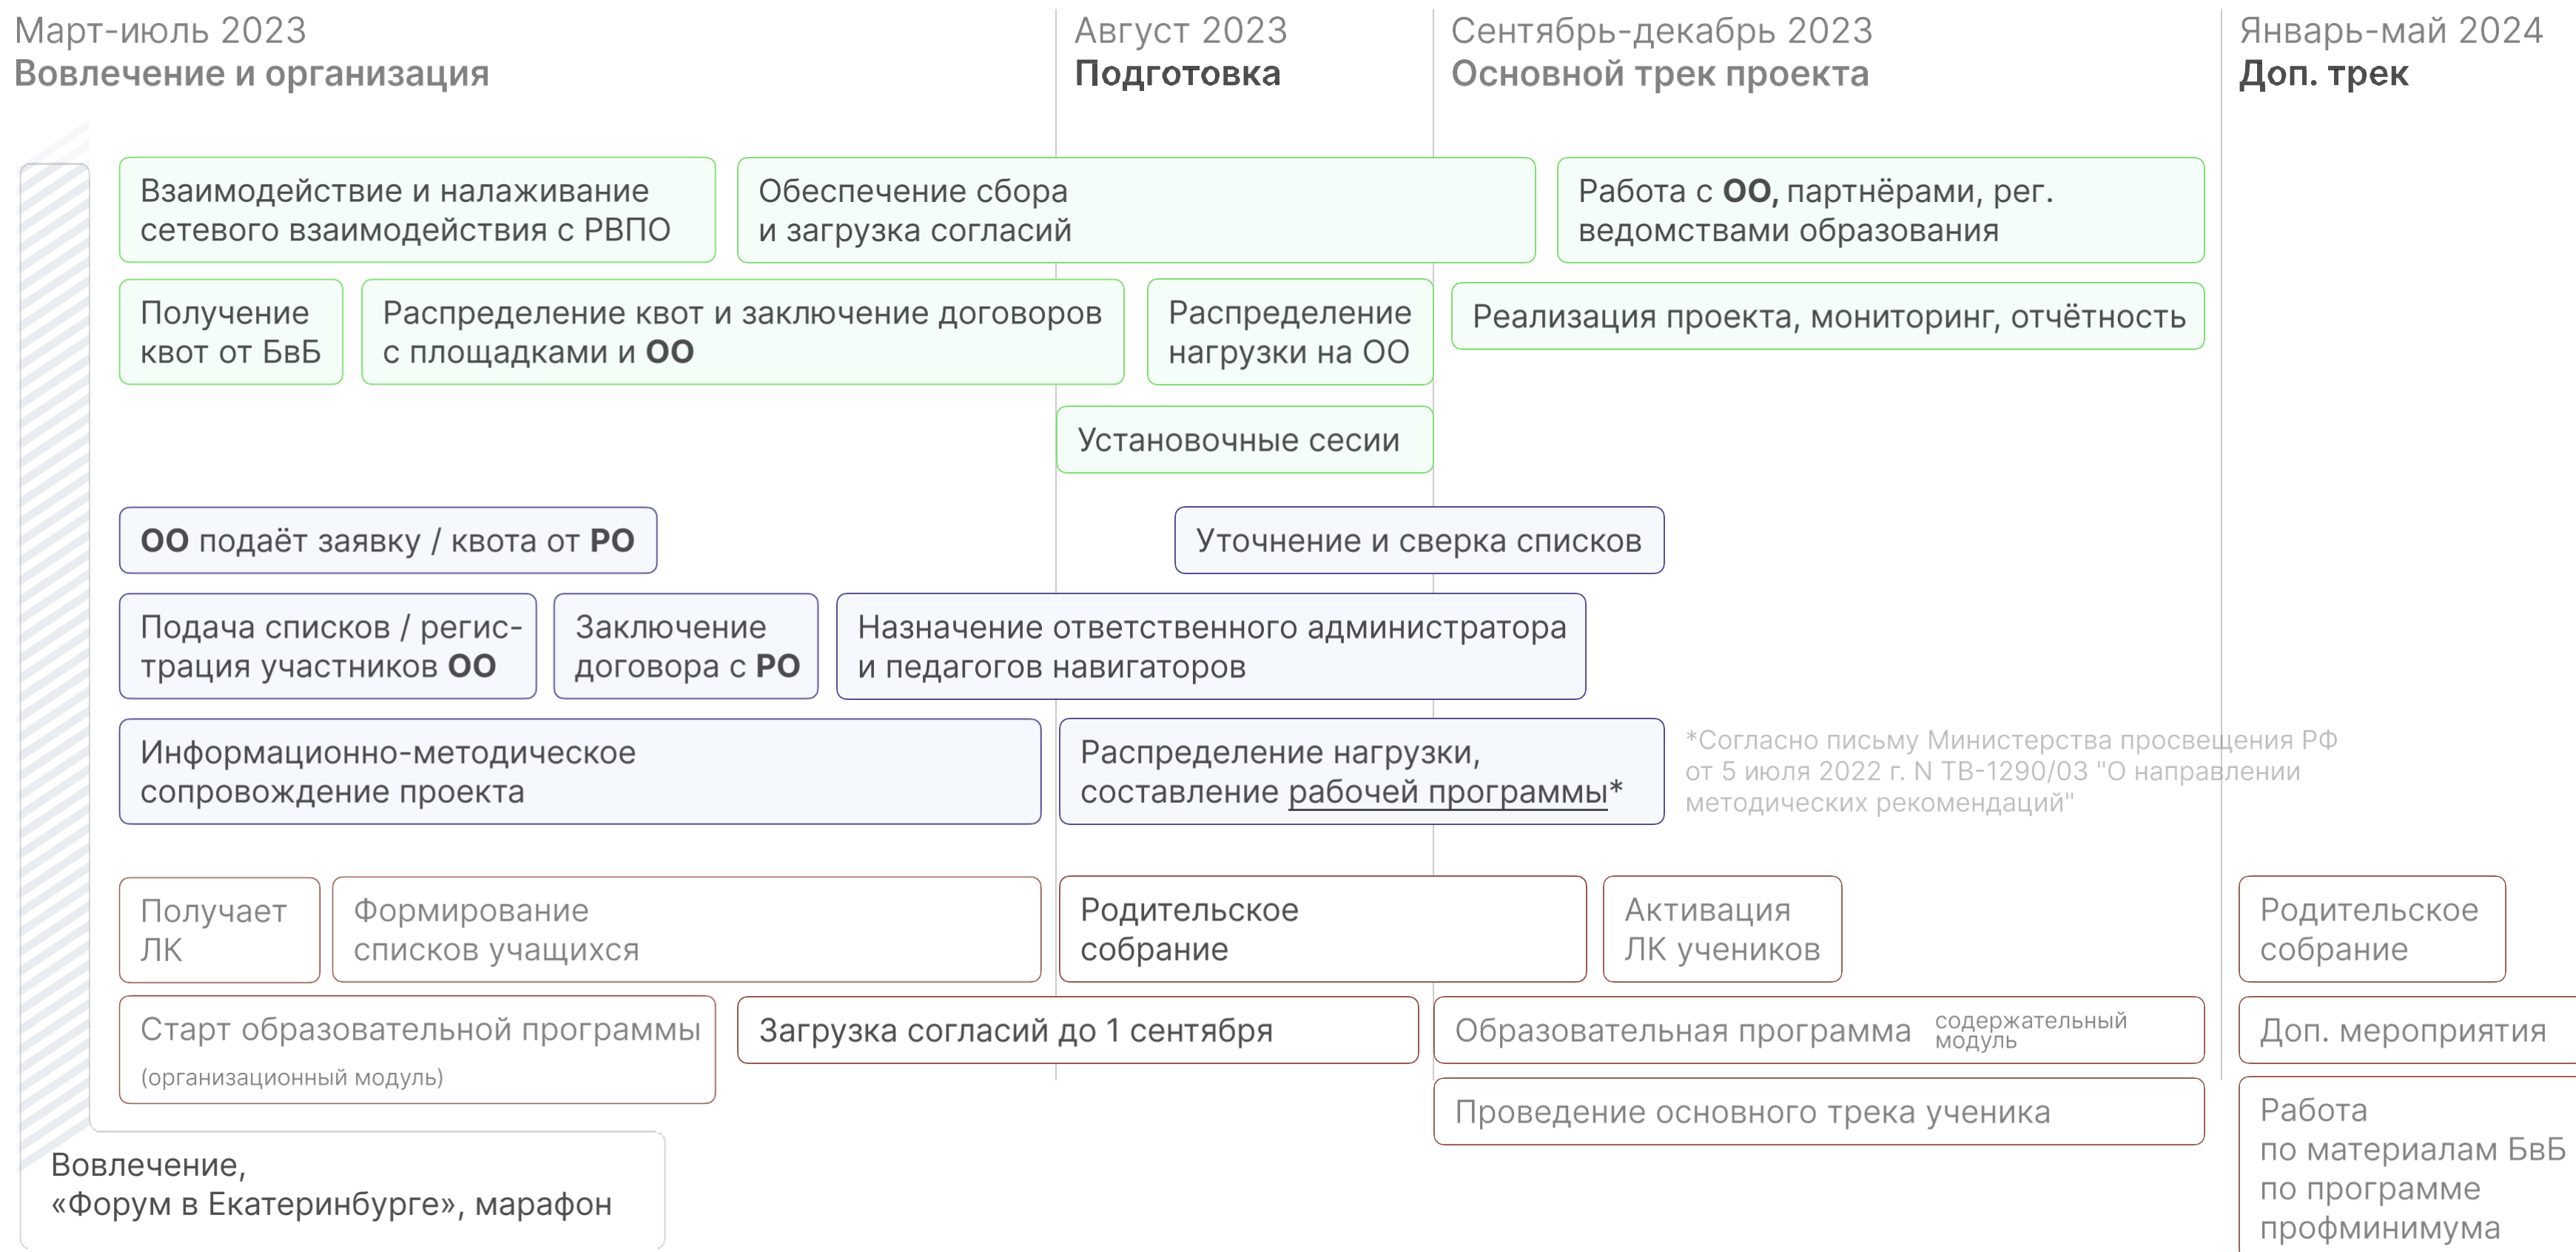 Март-июль 2023
Вовлечение и организация
Август 2023
Подготовка
Сентябрь-декабрь 2023
Основной трек проекта
Январь-май 2024
Доп. трек
Взаимодействие и налаживание
сетевого взаимодействия с РВПО
Обеспечение сбора
и загрузка согласий
Работа с ОО, партнёрами, рег.
ведомствами образования
Получение
квот от БвБ
Распределение квот и заключение договоров
с площадками и ОО
Распределение
нагрузки на ОО
Реализация проекта, мониторинг, отчётность
Установочные сесии
ОО подаёт заявку / квота от РО
Уточнение и сверка списков
Подача списков / регис-
трация участников ОО
Заключение
договора с РО
Назначение ответственного администратора
и педагогов навигаторов
Информационно-методическое
сопровождение проекта
Распределение нагрузки,
составление рабочей программы*
*Согласно письму Министерства просвещения РФ
от 5 июля 2022 г. N ТВ-1290/03 "О направлении
методических рекомендаций"
Получает
ЛК
Формирование
списков учащихся
Родительское
собрание
Активация
ЛК учеников
Родительское
собрание
Старт образовательной программы
(организационный модуль)
Загрузка согласий до 1 сентября
Образовательная программа
содержательный
модуль
Доп. мероприятия
Проведение основного трека ученика
Работа
по материалам БвБ
по программе
профминимума
Вовлечение,
«Форум в Екатеринбурге», марафон